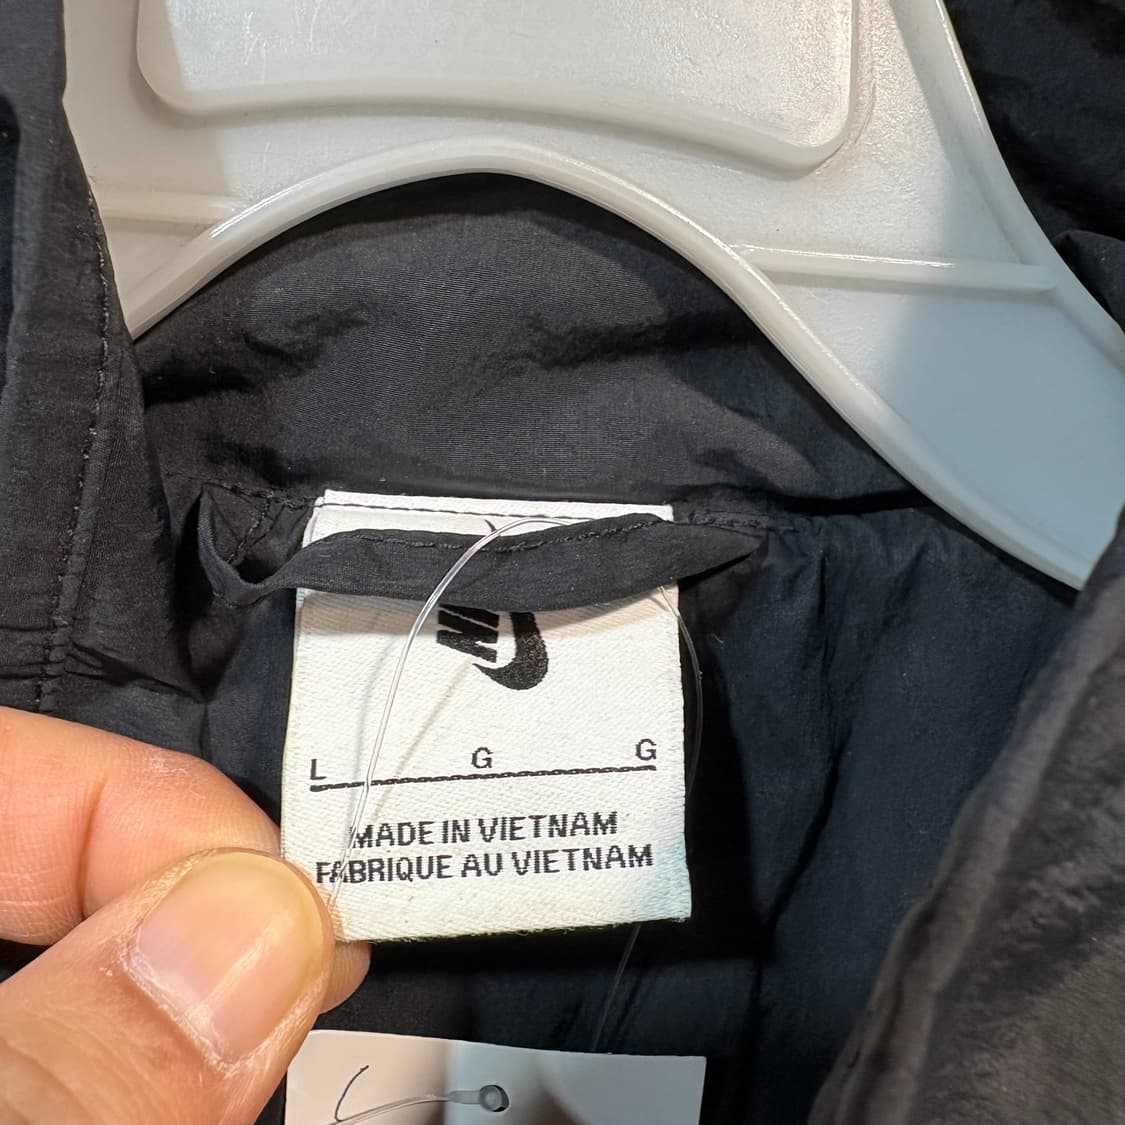 L G G
MADE IN VIETNAM
FABRIQUE AU VIETNAM